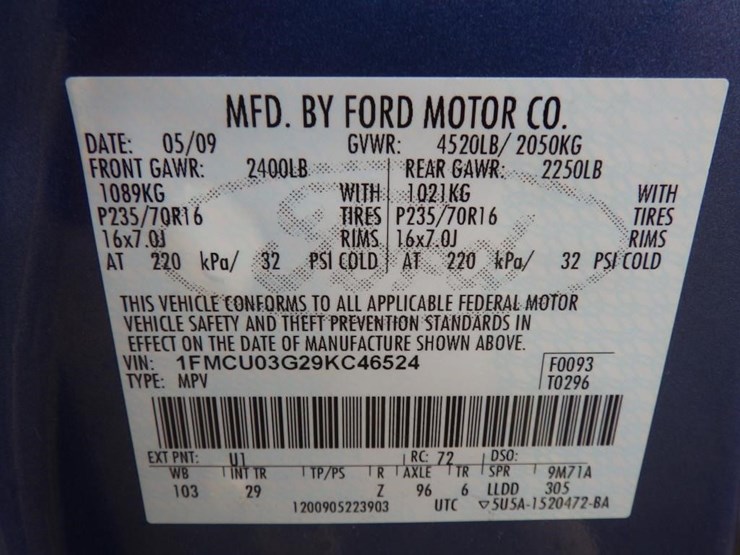 MFD. BY FORD MOTOR CO.
DATE: 05/09 GVWR: 4520LB/ 2050KG
FRONT GAWR: 2400LB REAR GAWR: 2250LB
1089KG WITH 1021KG WITH
P235/70R16 TIRES P235/70R16 TIRES
16x7.0J RIMS 16x7.0J RIMS
AT 220 kPa/ 32 PSI COLD AT 220 kPa/ 32 PSI COLD
Ford
THIS VEHICLE CONFORMS TO ALL APPLICABLE FEDERAL MOTOR
VEHICLE SAFETY AND THEFT PREVENTION STANDARDS IN
EFFECT ON THE DATE OF MANUFACTURE SHOWN ABOVE.
VIN: 1FMCU03G29KC46524 F0093
TYPE: MPV T0296
EXT PNT: U1 RC: 72 DSO:
WB INT TR TP/PS R AXLE TR SPR 9M71A
103 29 Z 96 6 LLDD 305
1200905223903 UTC ▽5U5A-1520472-BA